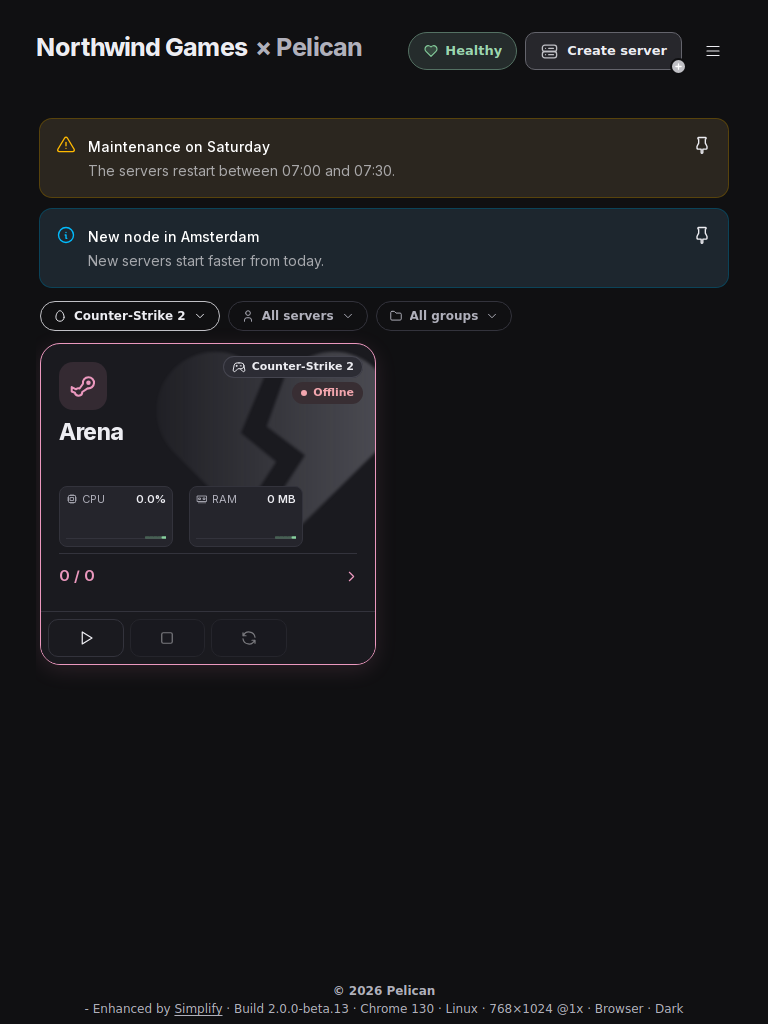 Northwind Games × Pelican
Healthy
Create server
Maintenance on Saturday
The servers restart between 07:00 and 07:30.
New node in Amsterdam
New servers start faster from today.
Counter-Strike 2
All servers
All groups
Counter-Strike 2
Offline
Arena
CPU 0.0%
RAM 0 MB
0 / 0
© 2026 Pelican
- Enhanced by Simplify · Build 2.0.0-beta.13 · Chrome 130 · Linux · 768×1024 @1x · Browser · Dark